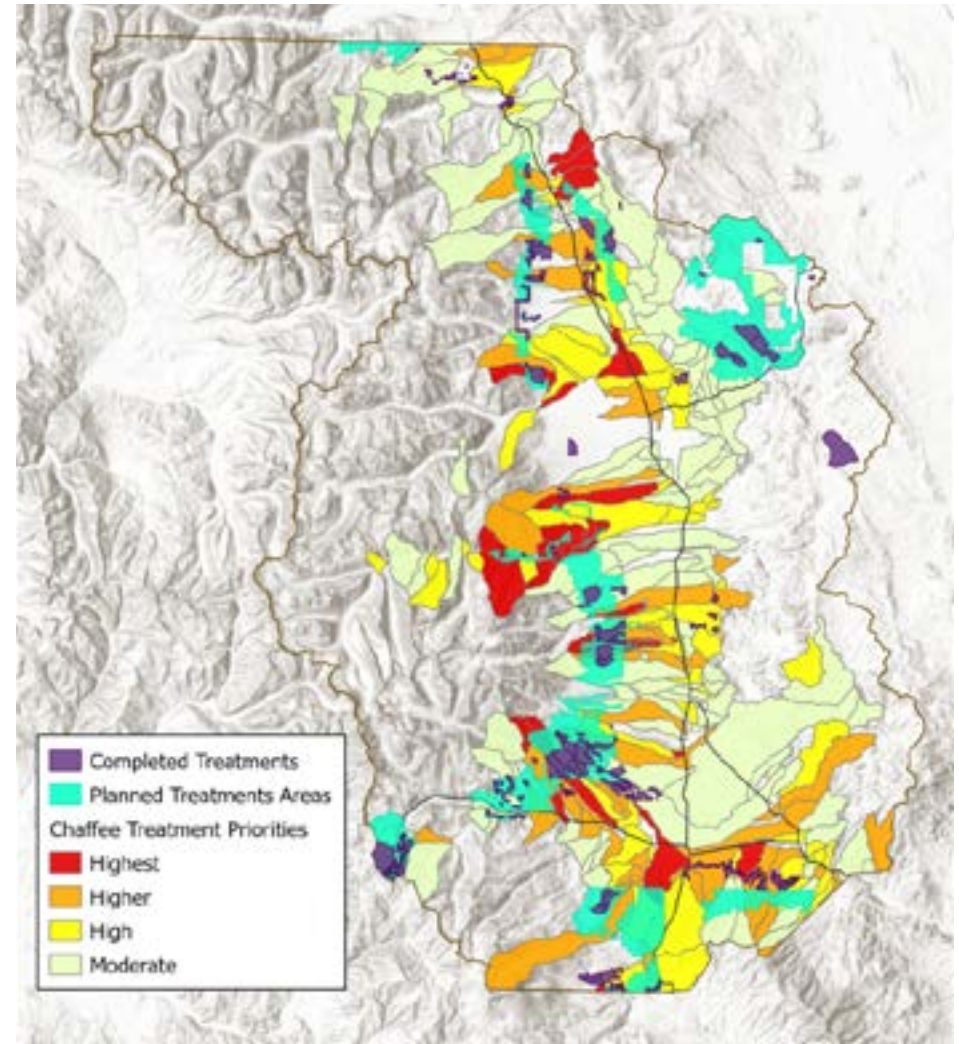 Completed Treatments
Planned Treatments Areas
Chaffee Treatment Priorities
Highest
Higher
High
Moderate